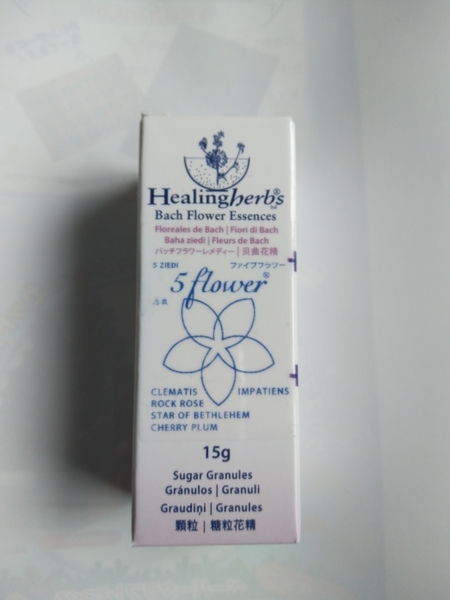 Healingherbs®
Bach Flower Essences
Floreales de Bach | Fiori di Bach
Baha ziedi | Fleurs de Bach
バッチフラワーレメディー | 贝曲花精
5 ZIEDI ファイブフラワー
5 flower®
CLEMATIS IMPATIENS
ROCK ROSE
STAR OF BETHLEHEM
CHERRY PLUM
15g
Sugar Granules
Gránulos | Granuli
Graudiņi | Granules
顆粒 | 糖粒花精